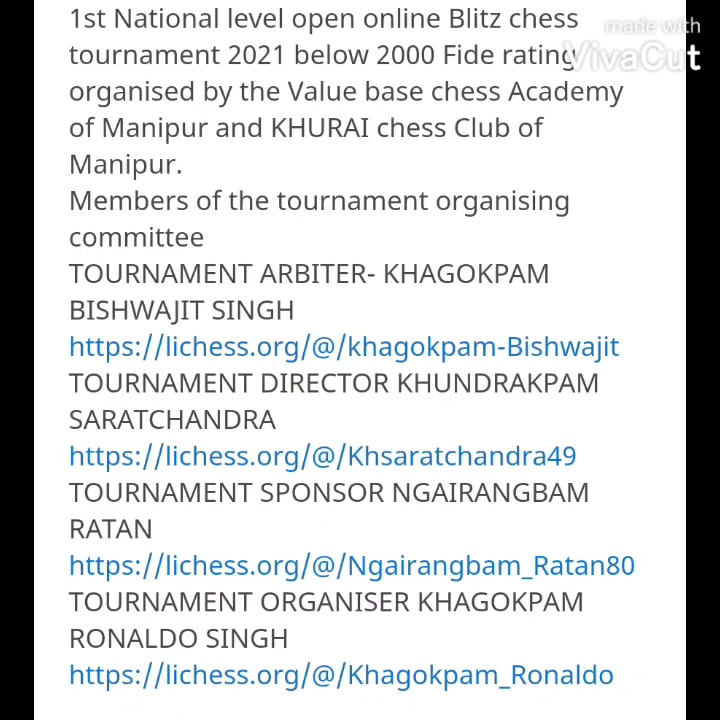 1st National level open online Blitz chess
tournament 2021 below 2000 Fide rating
organised by the Value base chess Academy
of Manipur and KHURAI chess Club of
Manipur.
Members of the tournament organising
committee
TOURNAMENT ARBITER- KHAGOKPAM
BISHWAJIT SINGH
https://lichess.org/@/khagokpam-Bishwajit
TOURNAMENT DIRECTOR KHUNDRAKPAM
SARATCHANDRA
https://lichess.org/@/Khsaratchandra49
TOURNAMENT SPONSOR NGAIRANGBAM
RATAN
https://lichess.org/@/Ngairangbam_Ratan80
TOURNAMENT ORGANISER KHAGOKPAM
RONALDO SINGH
https://lichess.org/@/Khagokpam_Ronaldo
made with
VivaCut